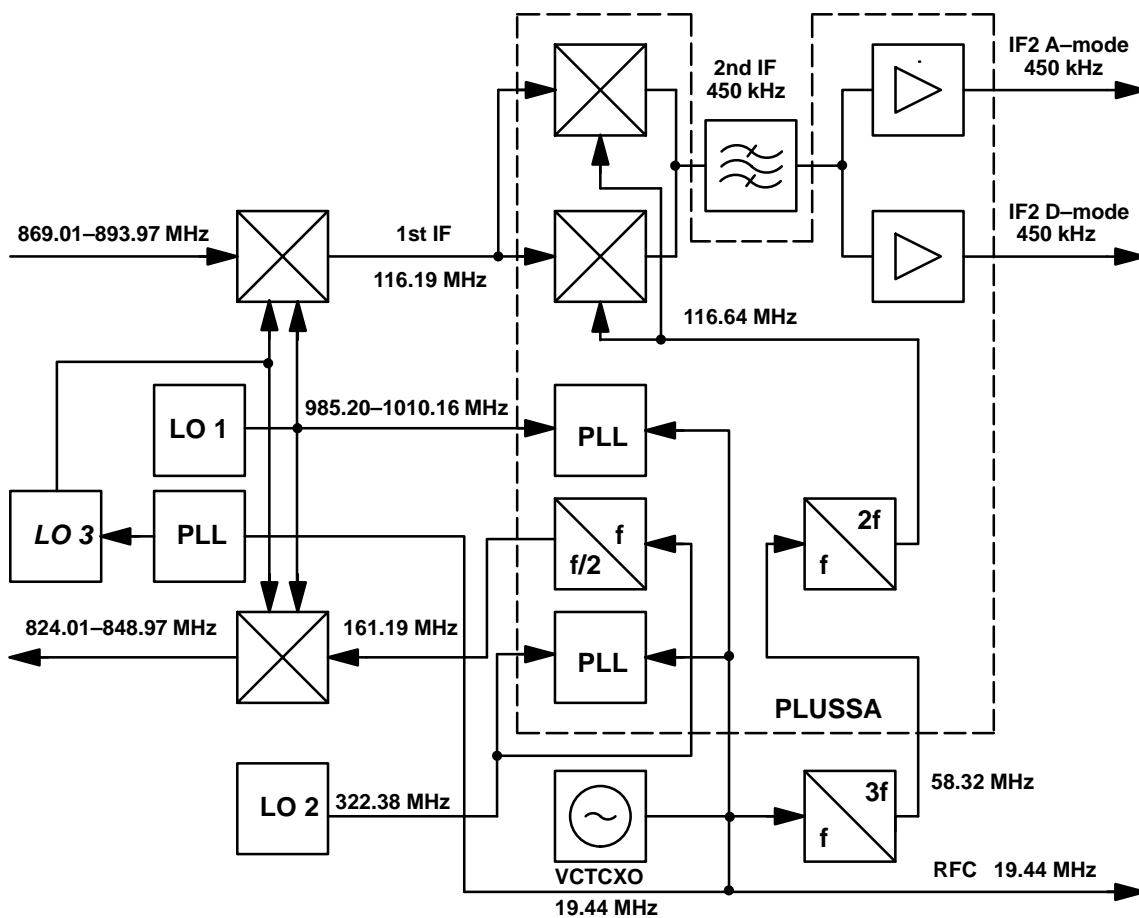 IF2 A–mode
450 kHz
2nd IF
450 kHz
IF2 D–mode
450 kHz
869.01–893.97 MHz
1st IF
116.19 MHz
116.64 MHz
985.20–1010.16 MHz
LO 1
PLL
LO 3
PLL
f
f/2
2f
f
824.01–848.97 MHz
161.19 MHz
PLL
PLUSSA
LO 2
322.38 MHz
3f
f
58.32 MHz
VCTCXO
19.44 MHz
RFC 19.44 MHz